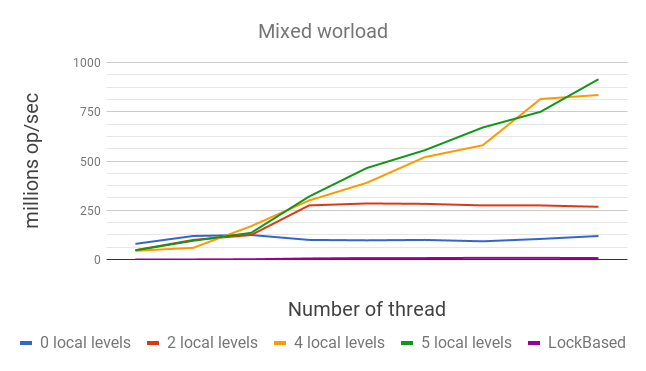 Mixed worload
millions op/sec
1000
750
500
250
0
Number of thread
0 local levels 2 local levels 4 local levels 5 local levels LockBased